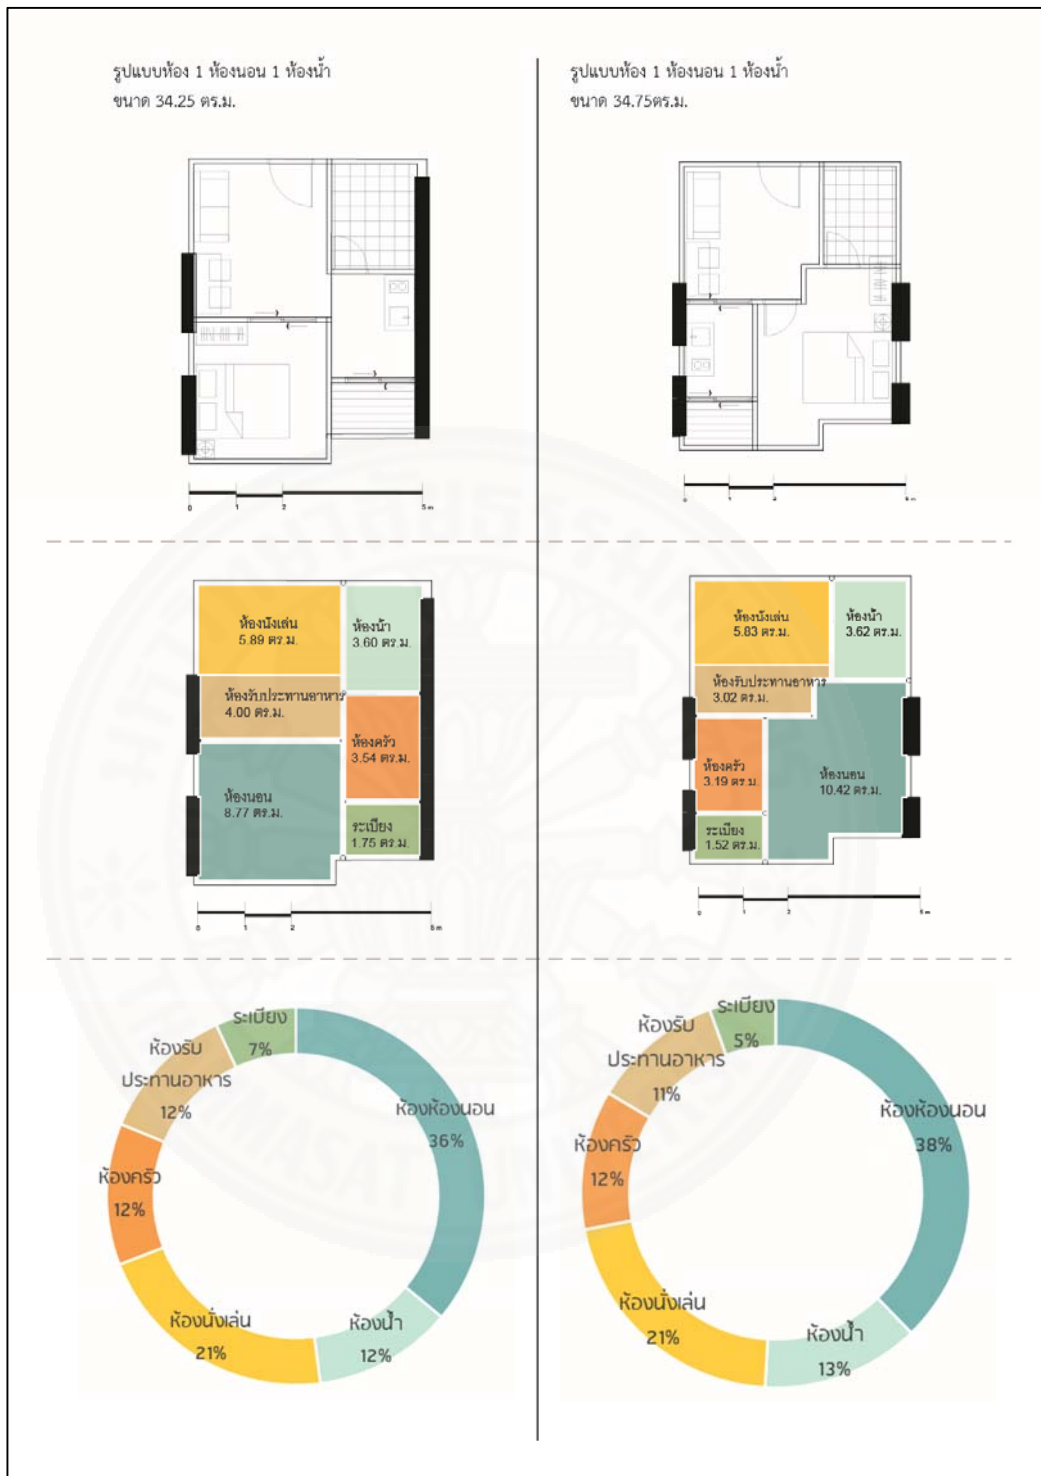 รูปแบบห้อง 1 ห้องนอน 1 ห้องน้ำ
ขนาด 34.25 ตร.ม.
0 1 2 5 m
ห้องนั่งเล่น
5.89 ตร.ม.
ห้องน้ำ
3.60 ตร.ม.
ห้องรับประทานอาหาร
4.00 ตร.ม.
ห้องครัว
3.54 ตร.ม.
ห้องนอน
8.77 ตร.ม.
ระเบียง
1.75 ตร.ม.
0 1 2 5 m
ระเบียง
7%
ห้องรับ
ประทานอาหาร
12%
ห้องห้องนอน
36%
ห้องครัว
12%
ห้องนั่งเล่น
21%
ห้องน้ำ
12%
รูปแบบห้อง 1 ห้องนอน 1 ห้องน้ำ
ขนาด 34.75ตร.ม.
0 1 2 5 m
ห้องนั่งเล่น
5.83 ตร.ม.
ห้องน้ำ
3.62 ตร.ม.
ห้องรับประทานอาหาร
3.02 ตร.ม.
ห้องครัว
3.19 ตร.ม.
ห้องนอน
10.42 ตร.ม.
ระเบียง
1.52 ตร.ม.
0 1 2 5 m
ระเบียง
5%
ห้องรับ
ประทานอาหาร
11%
ห้องห้องนอน
38%
ห้องครัว
12%
ห้องนั่งเล่น
21%
ห้องน้ำ
13%